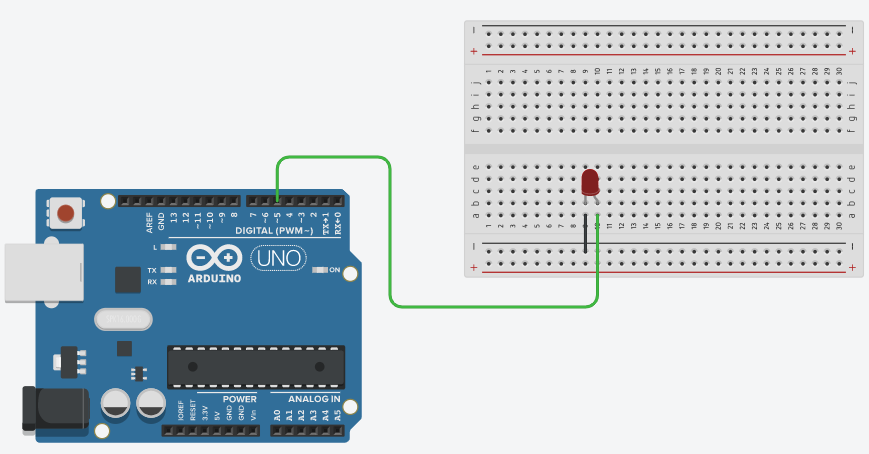 − −
+ +
1 2 3 4 5 6 7 8 9 10 11 12 13 14 15 16 17 18 19 20 21 22 23 24 25 26 27 28 29 30
j j
i i
h h
g g
f f
e e
d d
c c
b b
a a
1 2 3 4 5 6 7 8 9 10 11 12 13 14 15 16 17 18 19 20 21 22 23 24 25 26 27 28 29 30
− −
+ +
AREF GND 13 12 ~11 ~10 ~9 8 7 ~6 ~5 4 ~3 2 TX→1 RX←0
DIGITAL (PWM~)
L
TX
RX
ARDUINO
UNO
ON
POWER
ANALOG IN
IOREF RESET 3.3V 5V GND GND Vin A0 A1 A2 A3 A4 A5